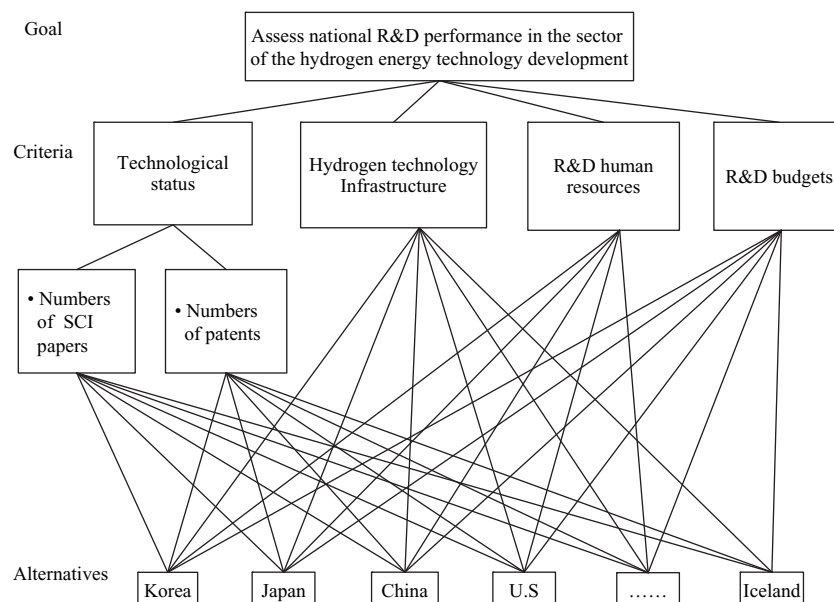 Goal
Assess national R&D performance in the sector
of the hydrogen energy technology development
Criteria
Technological
status
Hydrogen technology
Infrastructure
R&D human
resources
R&D budgets
• Numbers
of SCI
papers
• Numbers
of patents
Alternatives
Korea
Japan
China
U.S
......
Iceland